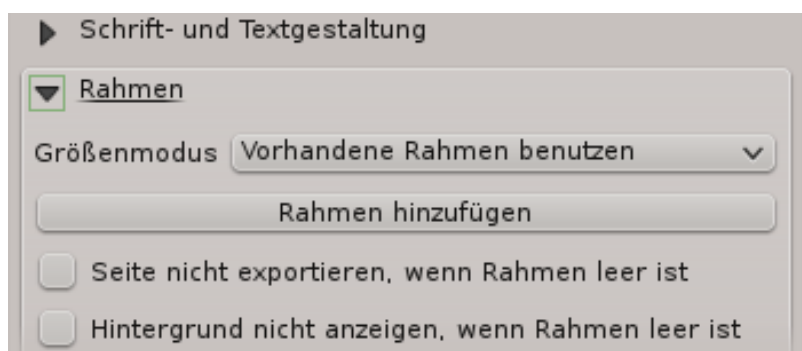 Schrift- und Textgestaltung
Rahmen
Größenmodus Vorhandene Rahmen benutzen
Rahmen hinzufügen
Seite nicht exportieren, wenn Rahmen leer ist
Hintergrund nicht anzeigen, wenn Rahmen leer ist